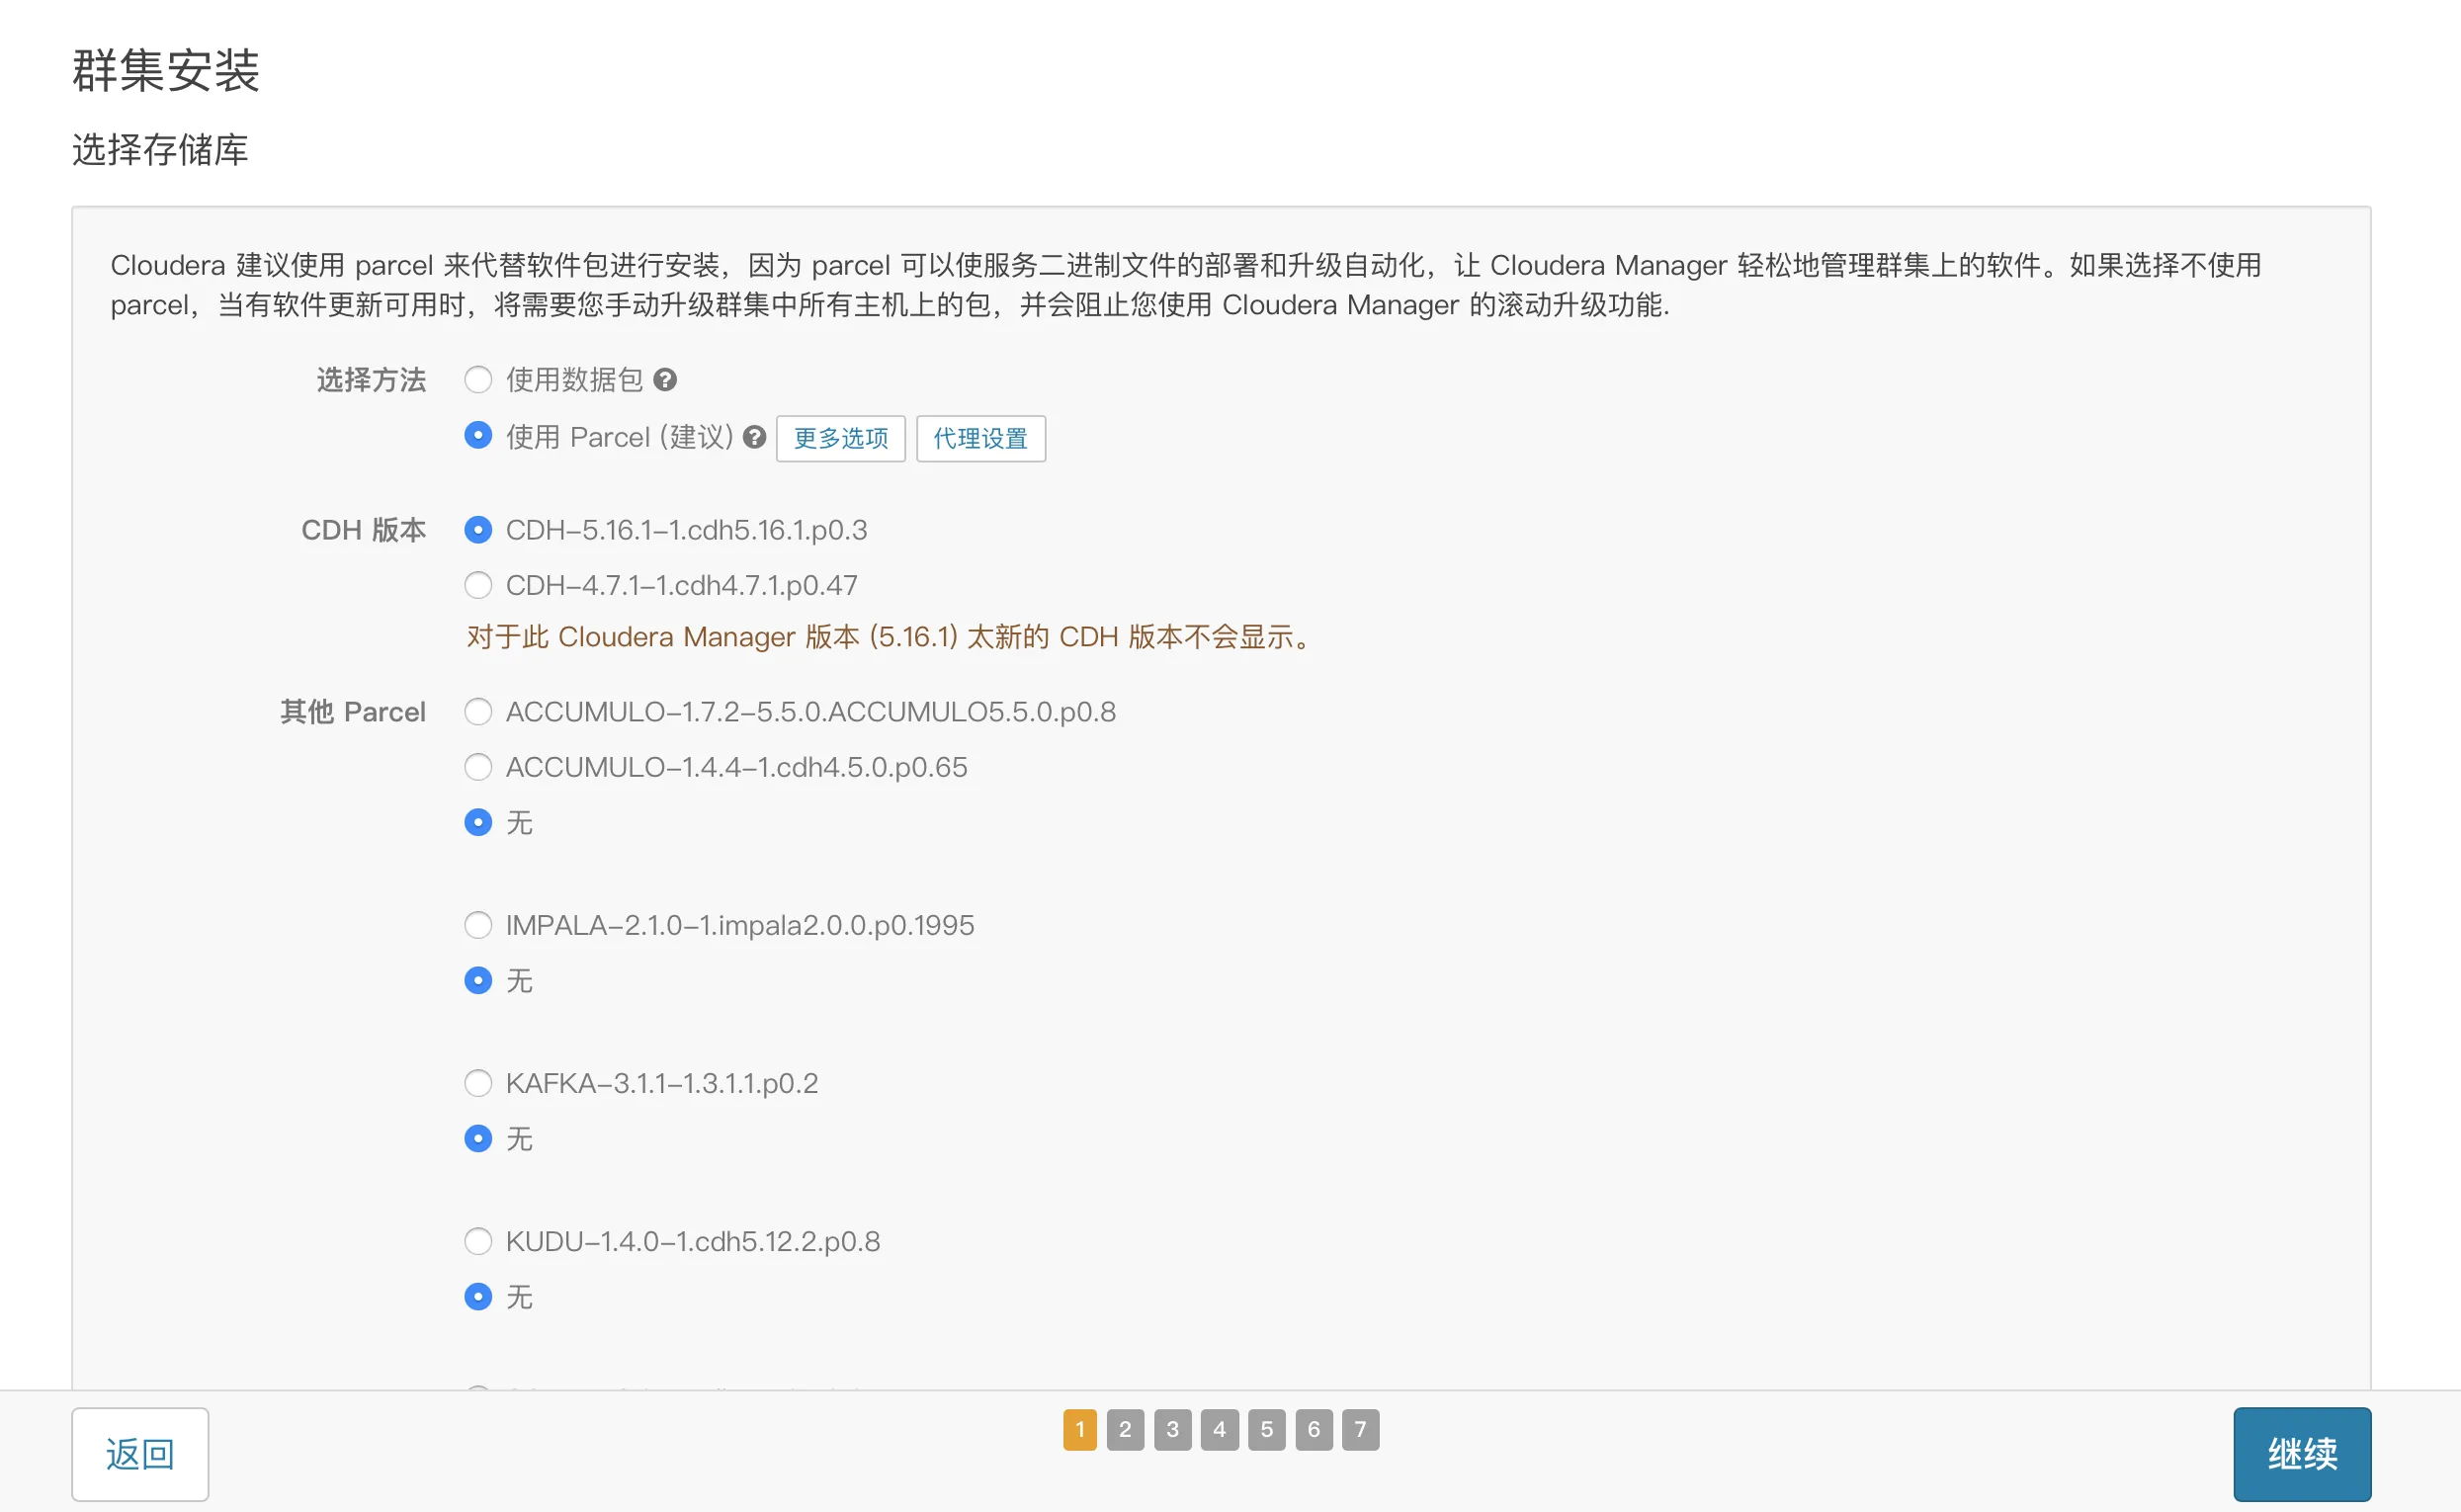 群集安装
选择存储库
Cloudera 建议使用 parcel 来代替软件包进行安装，因为 parcel 可以使服务二进制文件的部署和升级自动化，让 Cloudera Manager 轻松地管理群集上的软件。如果选择不使用
parcel，当有软件更新可用时，将需要您手动升级群集中所有主机上的包，并会阻止您使用 Cloudera Manager 的滚动升级功能.
选择方法 使用数据包 ?
使用 Parcel (建议) ? 更多选项 代理设置
CDH 版本 CDH-5.16.1-1.cdh5.16.1.p0.3
CDH-4.7.1-1.cdh4.7.1.p0.47
对于此 Cloudera Manager 版本 (5.16.1) 太新的 CDH 版本不会显示。
其他 Parcel ACCUMULO-1.7.2-5.5.0.ACCUMULO5.5.0.p0.8
ACCUMULO-1.4.4-1.cdh4.5.0.p0.65
无
IMPALA-2.1.0-1.impala2.0.0.p0.1995
无
KAFKA-3.1.1-1.3.1.1.p0.2
无
KUDU-1.4.0-1.cdh5.12.2.p0.8
无
返回 1 2 3 4 5 6 7 继续